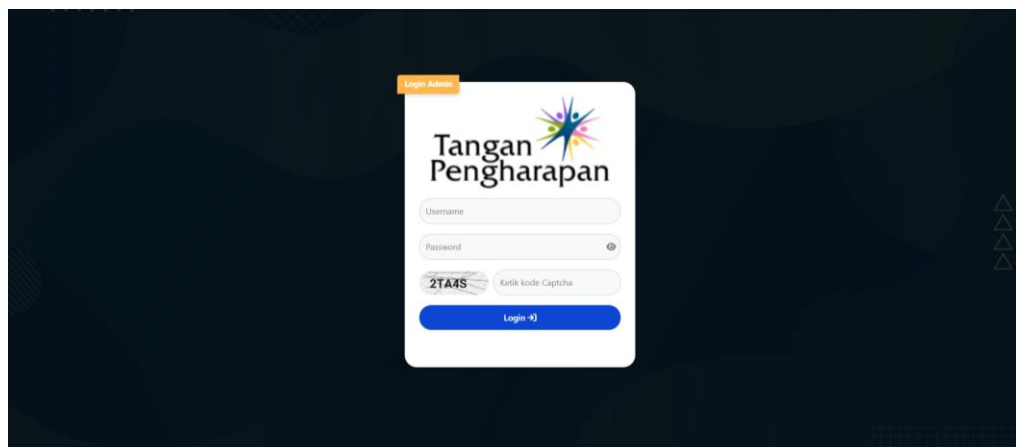 Login Admin
Tangan
Pengharapan
Username
Password
2TA4S
Ketik kode Captcha
Login